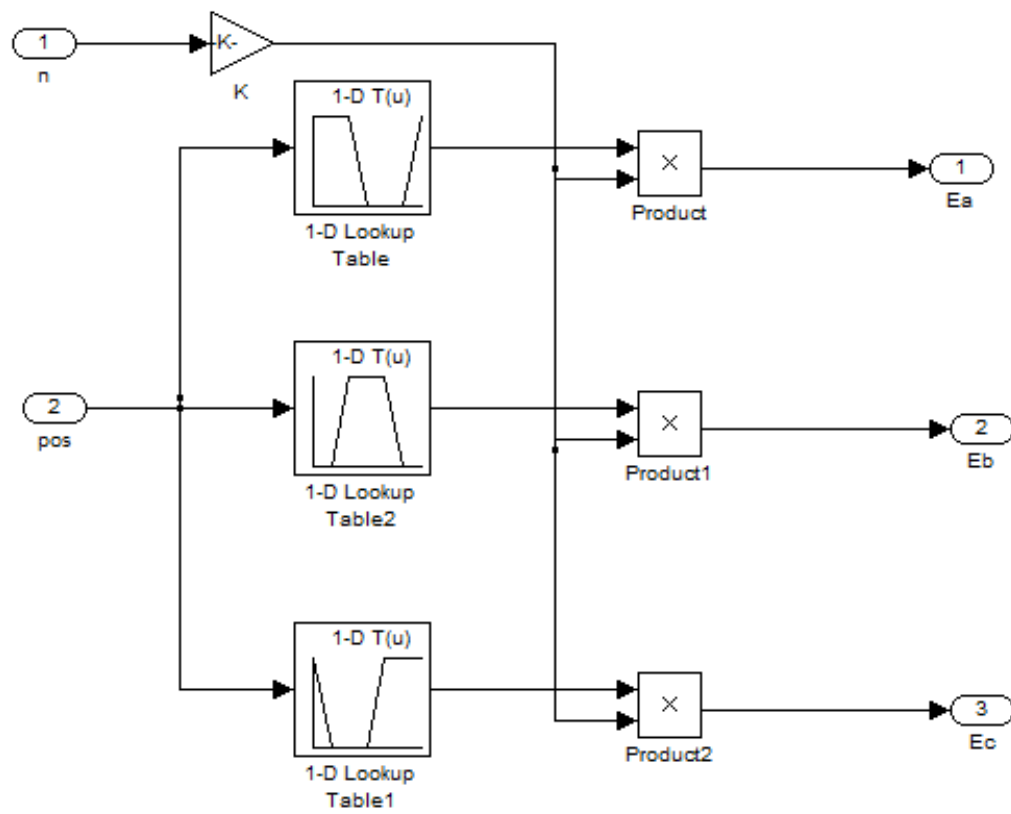 1
n
-K-
K
1-D T(u)
1-D Lookup
Table
×
Product
1
Ea
2
pos
1-D T(u)
1-D Lookup
Table2
×
Product1
2
Eb
1-D T(u)
1-D Lookup
Table1
×
Product2
3
Ec